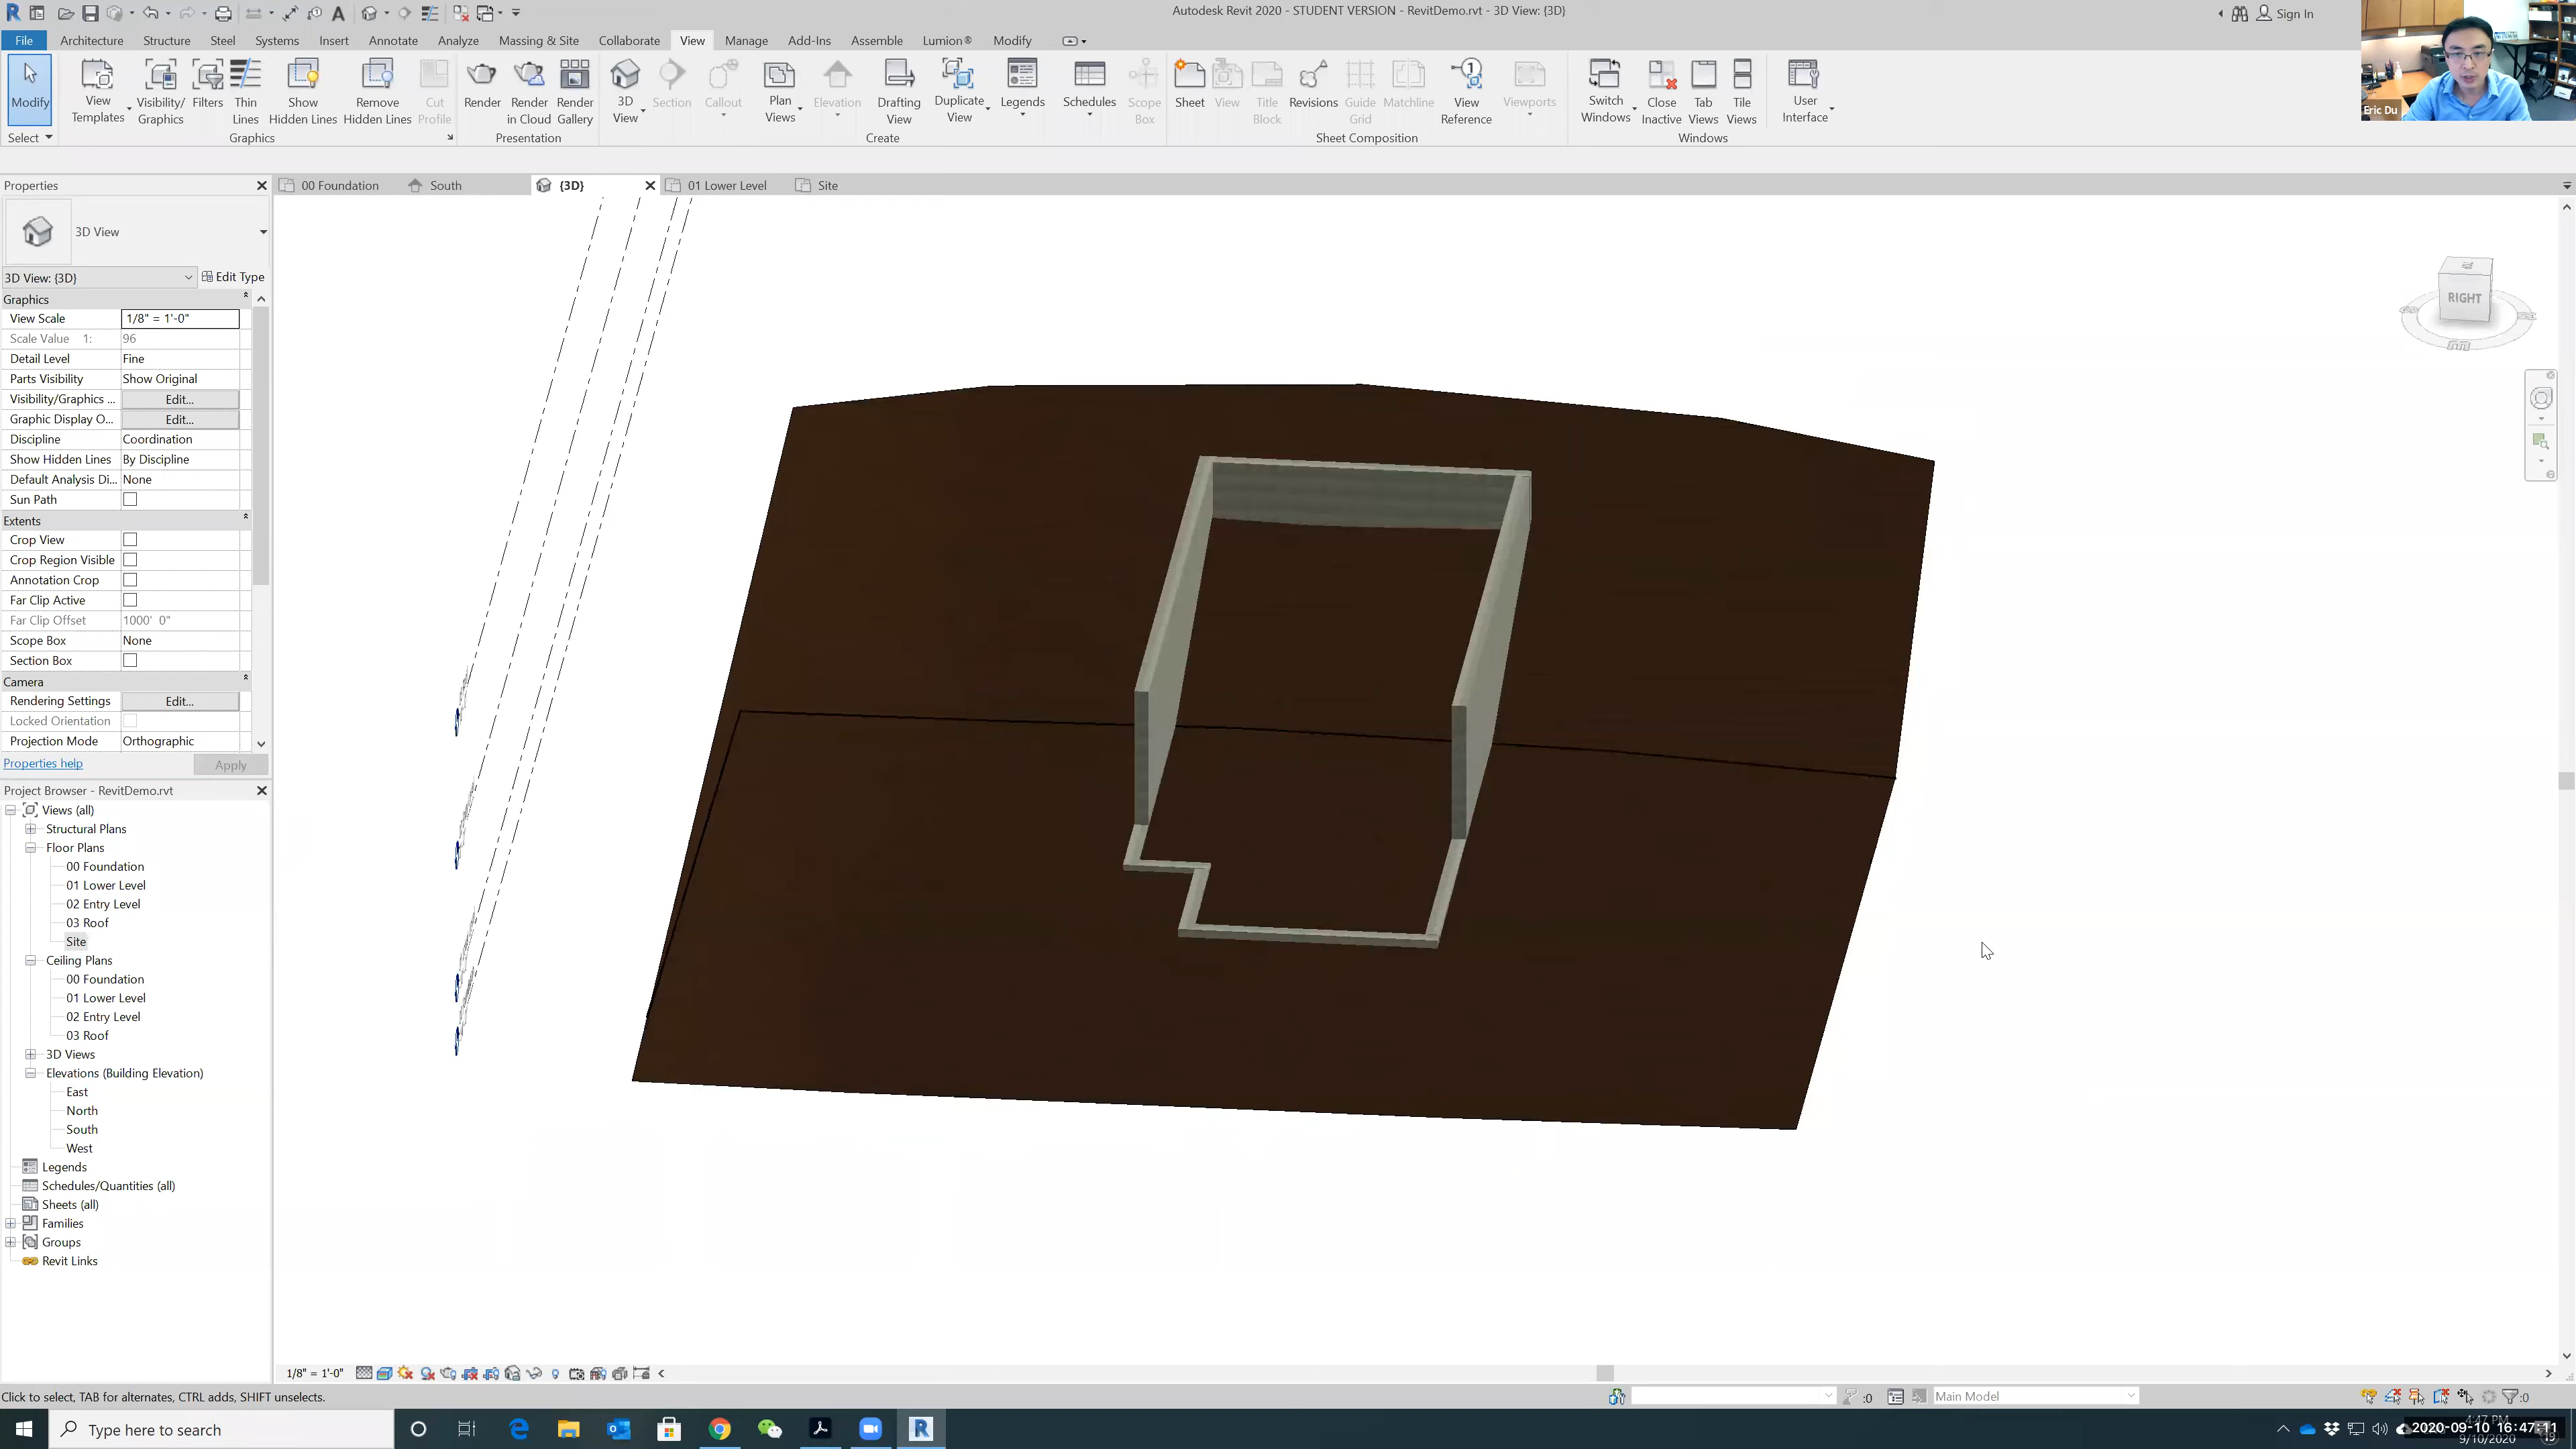 Autodesk Revit 2020 - STUDENT VERSION - RevitDemo.rvt - 3D View: {3D}
Sign In
File Architecture Structure Steel Systems Insert Annotate Analyze Massing & Site Collaborate View Manage Add-Ins Assemble Lumion® Modify
Modify
View Templates
Visibility/ Graphics
Filters
Thin Lines
Show Hidden Lines
Remove Hidden Lines
Cut Profile
Render
Render in Cloud
Render Gallery
3D View
Section
Callout
Plan Views
Elevation
Drafting View
Duplicate View
Legends
Schedules
Scope Box
Sheet
View
Title Block
Revisions
Guide Grid
Matchline
View Reference
Viewports
Switch Windows
Close Inactive
Tab Views
Tile Views
User Interface
Eric Du
Select Graphics Presentation Create Sheet Composition Windows
Properties
00 Foundation South {3D} 01 Lower Level Site
3D View
3D View: {3D} Edit Type
Graphics
View Scale 1/8" = 1'-0"
Scale Value 1: 96
Detail Level Fine
Parts Visibility Show Original
Visibility/Graphics ... Edit...
Graphic Display O... Edit...
Discipline Coordination
Show Hidden Lines By Discipline
Default Analysis Di... None
Sun Path
Extents
Crop View
Crop Region Visible
Annotation Crop
Far Clip Active
Far Clip Offset 1000' 0"
Scope Box None
Section Box
Camera
Rendering Settings Edit...
Locked Orientation
Projection Mode Orthographic
Properties help Apply
RIGHT
Project Browser - RevitDemo.rvt
Views (all)
Structural Plans
Floor Plans
00 Foundation
01 Lower Level
02 Entry Level
03 Roof
Site
Ceiling Plans
00 Foundation
01 Lower Level
02 Entry Level
03 Roof
3D Views
Elevations (Building Elevation)
East
North
South
West
Legends
Schedules/Quantities (all)
Sheets (all)
Families
Groups
Revit Links
1/8" = 1'-0"
Click to select, TAB for alternates, CTRL adds, SHIFT unselects.
:0
Main Model
:0
Type here to search
4:47 PM
2020-09-10 16:47:11
9/10/2020